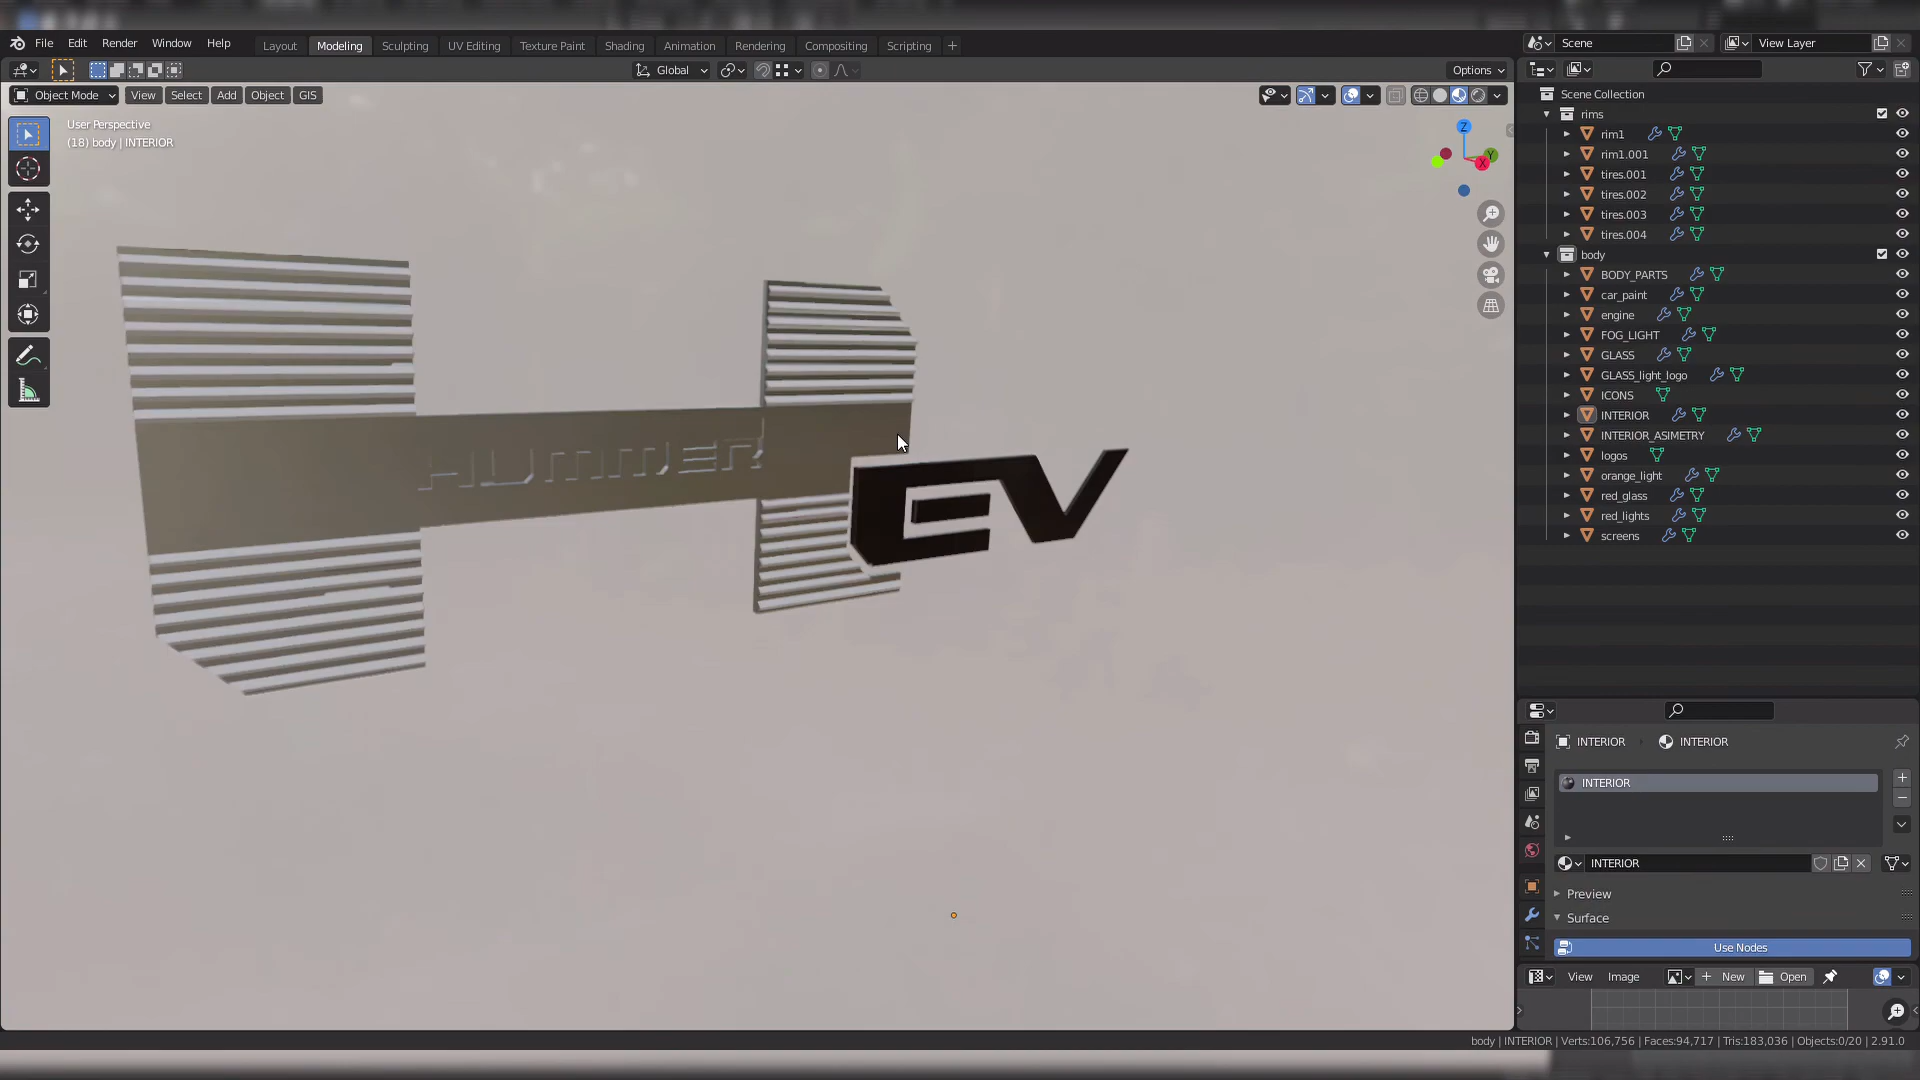 File Edit Render Window Help Layout Modeling Sculpting UV Editing Texture Paint Shading Animation Rendering Compositing Scripting + Scene View Layer
Global Options
Object Mode View Select Add Object GIS
User Perspective
(18) body | INTERIOR
Z
Y
X
HUMMER
EV
Scene Collection
rims
rim1
rim1.001
tires.001
tires.002
tires.003
tires.004
body
BODY_PARTS
car_paint
engine
FOG_LIGHT
GLASS
GLASS_light_logo
ICONS
INTERIOR
INTERIOR_ASIMETRY
logos
orange_light
red_glass
red_lights
screens
INTERIOR INTERIOR
INTERIOR
INTERIOR
Preview
Surface
Use Nodes
View Image New Open
body | INTERIOR | Verts:106,756 | Faces:94,717 | Tris:183,036 | Objects:0/20 | 2.91.0